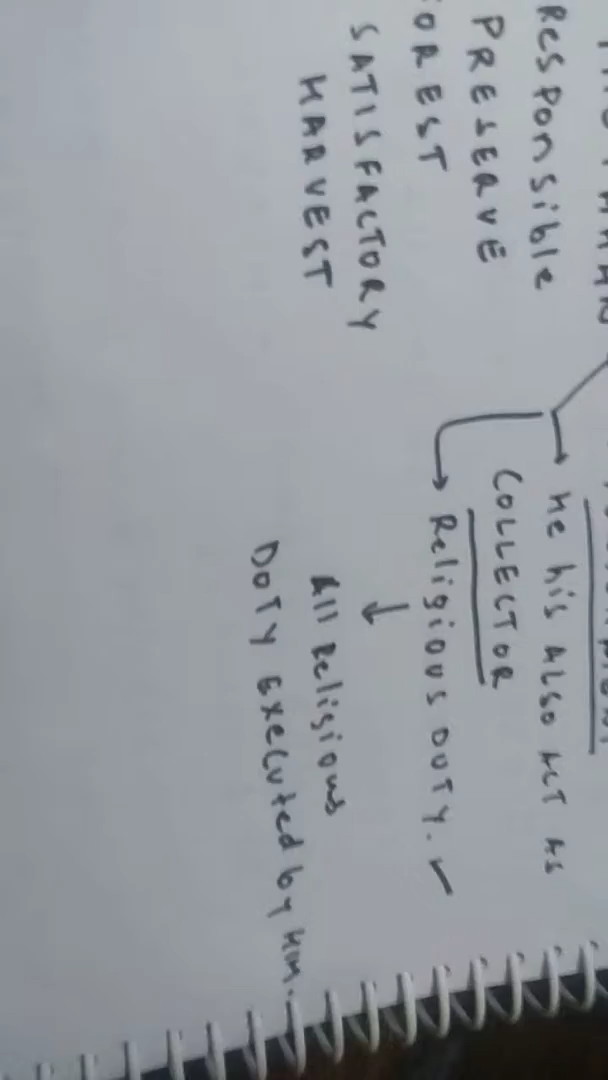 Responsible
PRESERVE
OREST
SATISFACTORY
HARVEST
He his ALSO ACT AS
COLLECTOR
Religious DUTY.
All Religious
DUTY Executed by Him.